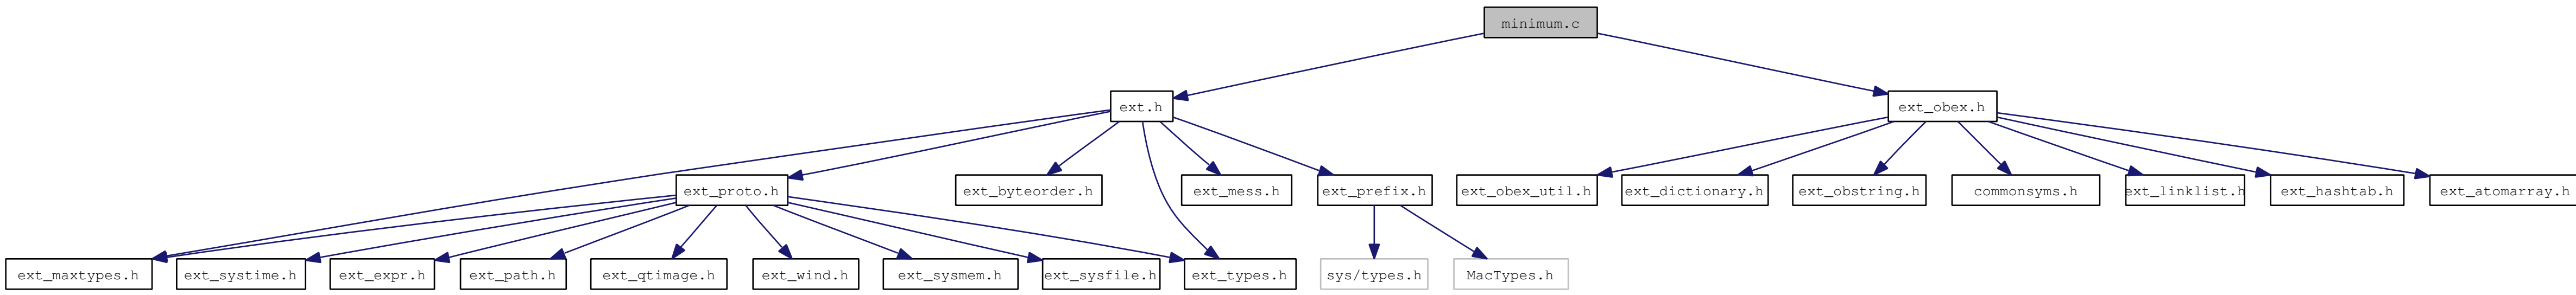 minimum.c
ext.h
ext_obex.h
ext_proto.h
ext_byteorder.h
ext_mess.h
ext_prefix.h
ext_obex_util.h
ext_dictionary.h
ext_obstring.h
commonsyms.h
ext_linklist.h
ext_hashtab.h
ext_atomarray.h
ext_maxtypes.h
ext_systime.h
ext_expr.h
ext_path.h
ext_qtimage.h
ext_wind.h
ext_sysmem.h
ext_sysfile.h
ext_types.h
sys/types.h
MacTypes.h